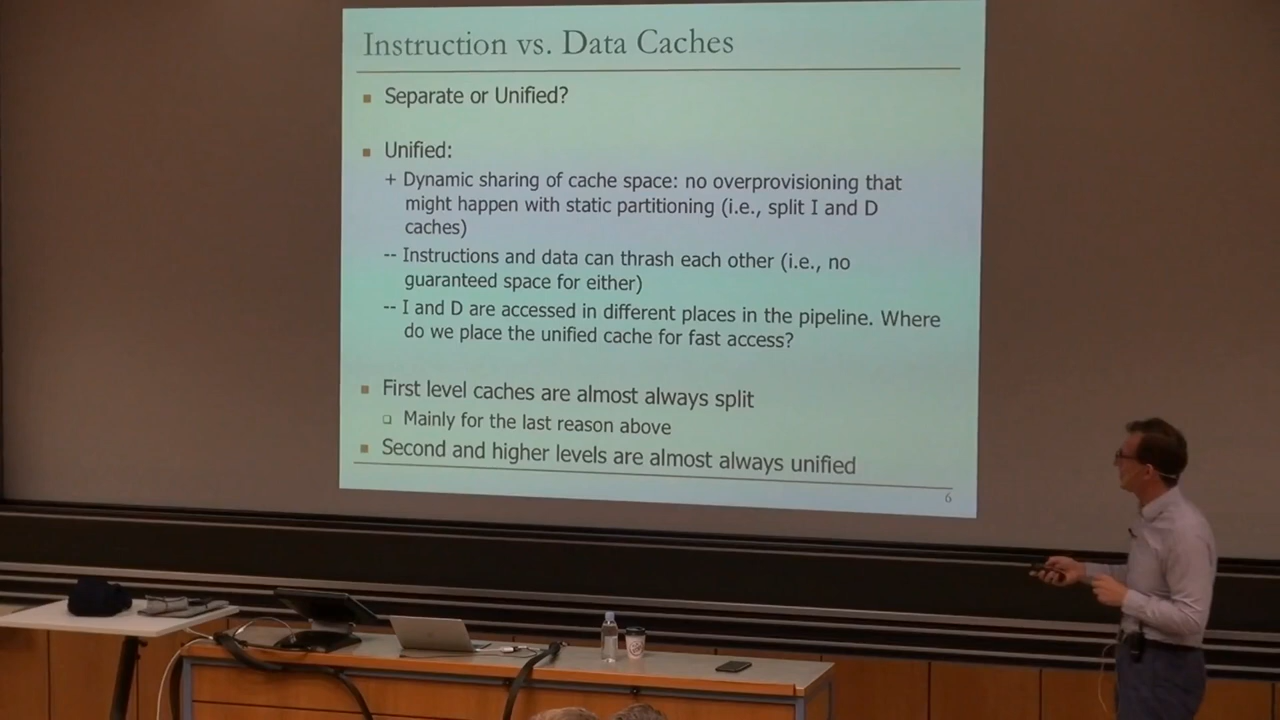 Instruction vs. Data Caches
■ Separate or Unified?
■ Unified:
+ Dynamic sharing of cache space: no overprovisioning that
might happen with static partitioning (i.e., split I and D
caches)
-- Instructions and data can thrash each other (i.e., no
guaranteed space for either)
-- I and D are accessed in different places in the pipeline. Where
do we place the unified cache for fast access?
■ First level caches are almost always split
❑ Mainly for the last reason above
■ Second and higher levels are almost always unified
6